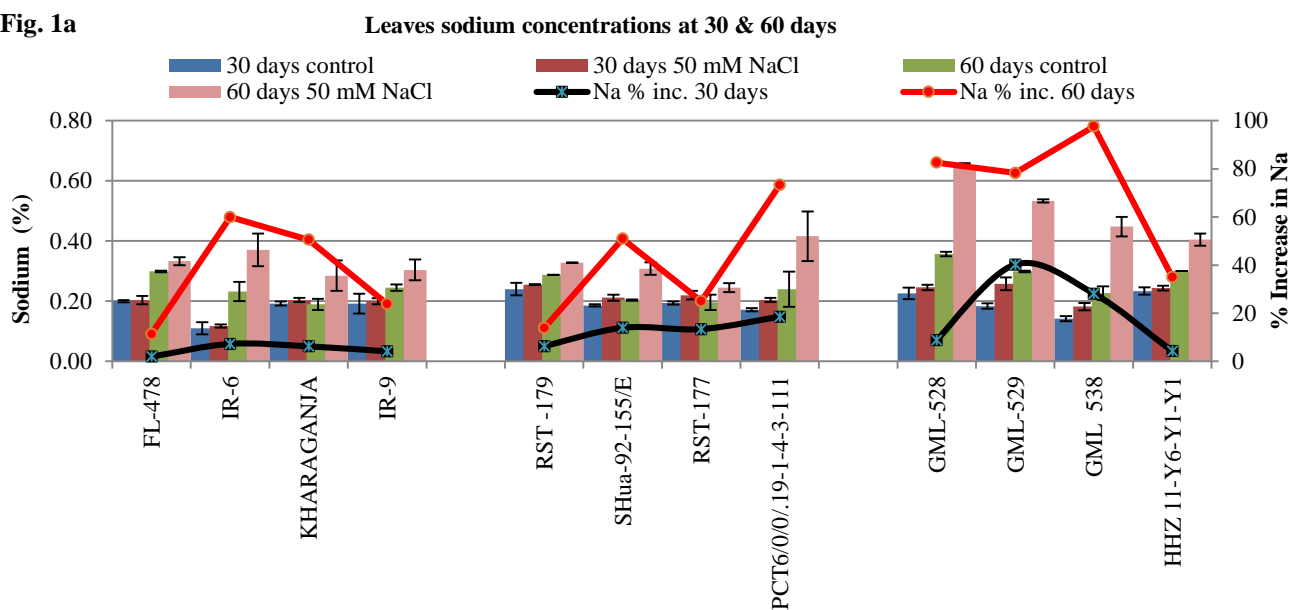 Fig. 1a
Leaves sodium concentrations at 30 & 60 days
30 days control
30 days 50 mM NaCl
60 days control
60 days 50 mM NaCl
Na % inc. 30 days
Na % inc. 60 days
0.80
0.60
0.40
0.20
0.00
Sodium (%)
100
80
60
40
20
0
% Increase in Na
FL-478
IR-6
KHARAGANJA
IR-9
RST -179
SHua-92-155/E
RST-177
PCT6/0/0/.19-1-4-3-111
GML-528
GML-529
GML 538
HHZ 11-Y6-Y1-Y1